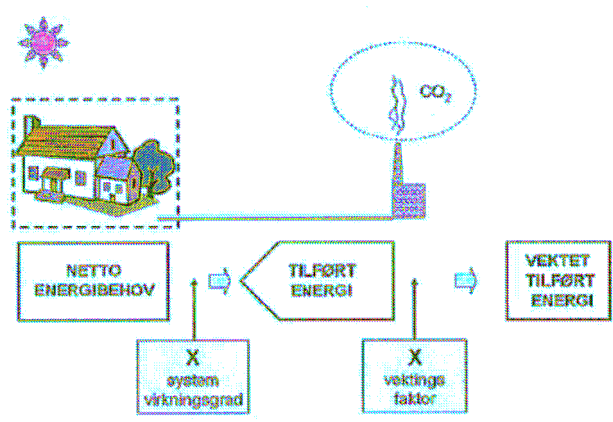 CO₂
NETTO
ENERGIBEHOV
TILFØRT
ENERGI
VEKTET
TILFØRT
ENERGI
X
system
virkningsgrad
X
vektings
faktor